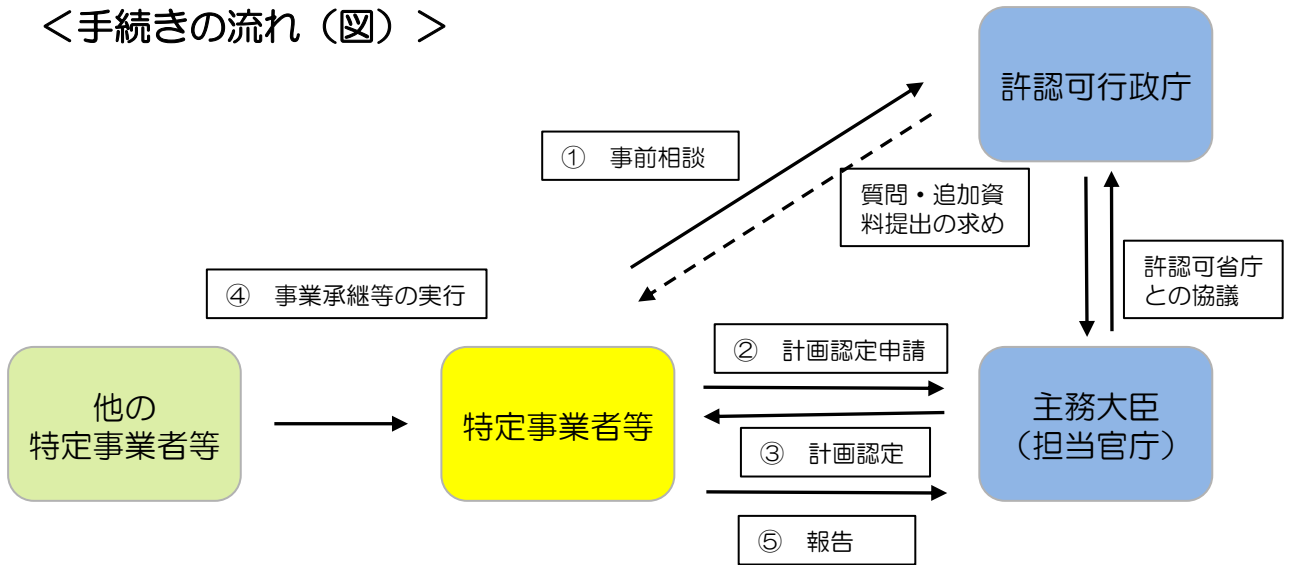 ＜手続きの流れ（図）＞
許認可行政庁
①　事前相談
質問・追加資
料提出の求め
許認可省庁
との協議
④　事業承継等の実行
②　計画認定申請
他の
特定事業者等
特定事業者等
主務大臣
（担当官庁）
③　計画認定
⑤　報告